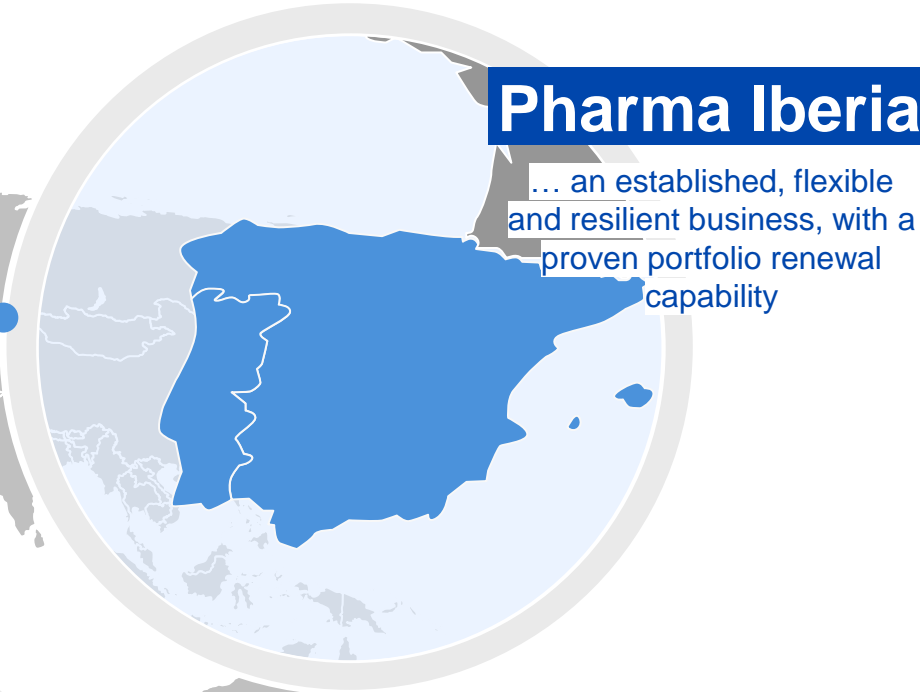 Pharma Iberia
… an established, flexible
and resilient business, with a
proven portfolio renewal
capability